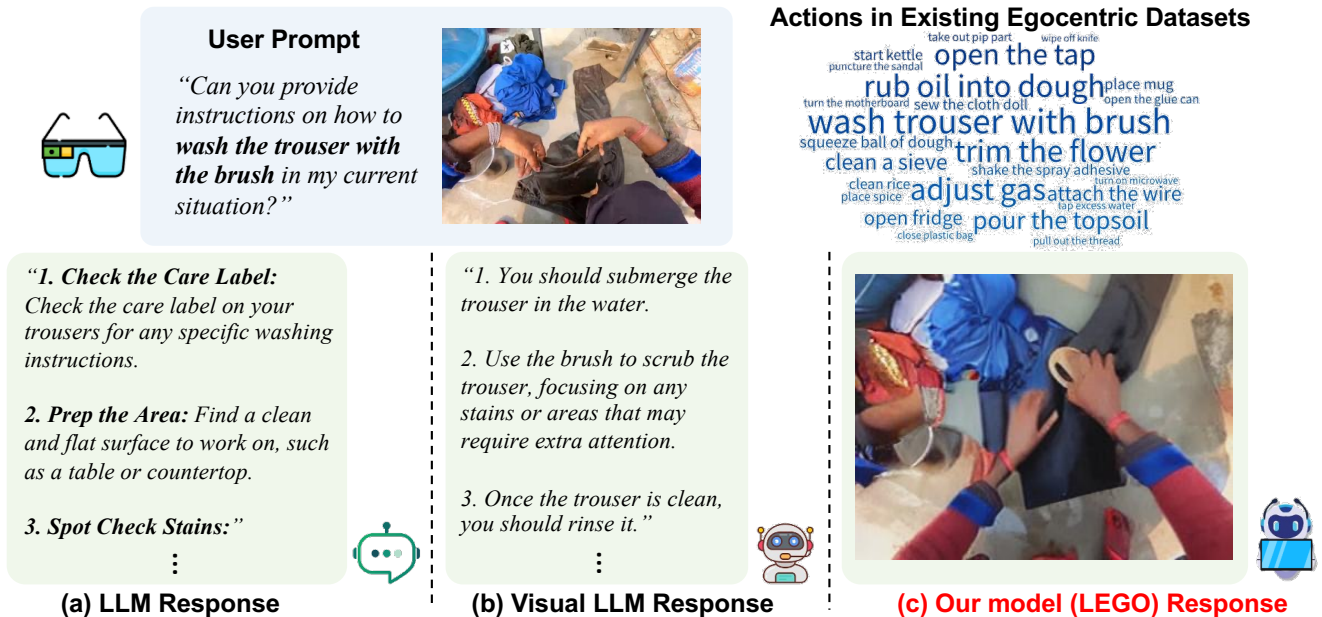 User Prompt
“Can you provide
instructions on how to
wash the trouser with
the brush in my current
situation?”
Actions in Existing Egocentric Datasets
take out pip part
wipe off knife
start kettle
open the tap
puncture the sandal
rub oil into dough
place mug
open the glue can
turn the motherboard
sew the cloth doll
wash trouser with brush
squeeze ball of dough
trim the flower
clean a sieve
shake the spray adhesive
turn on microwave
clean rice
adjust gas
attach the wire
place spice
tap excess water
open fridge
pour the topsoil
close plastic bag
pull out the thread
“1. Check the Care Label:
Check the care label on your
trousers for any specific washing
instructions.
2. Prep the Area: Find a clean
and flat surface to work on, such
as a table or countertop.
3. Spot Check Stains:”
⋮
(a) LLM Response
“1. You should submerge the
trouser in the water.
2. Use the brush to scrub the
trouser, focusing on any
stains or areas that may
require extra attention.
3. Once the trouser is clean,
you should rinse it.”
⋮
(b) Visual LLM Response
(c) Our model (LEGO) Response